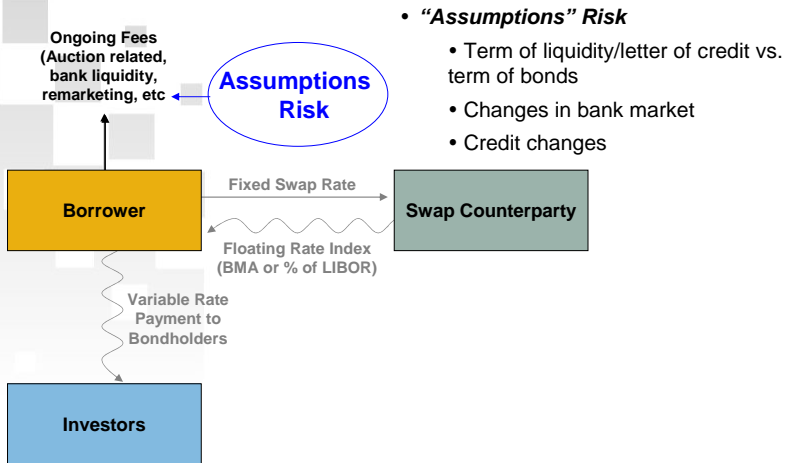 Ongoing Fees
(Auction related,
bank liquidity,
remarketing, etc
Assumptions
Risk
• “Assumptions” Risk
• Term of liquidity/letter of credit vs.
term of bonds
• Changes in bank market
• Credit changes
Borrower
Fixed Swap Rate
Swap Counterparty
Floating Rate Index
(BMA or % of LIBOR)
Variable Rate
Payment to
Bondholders
Investors